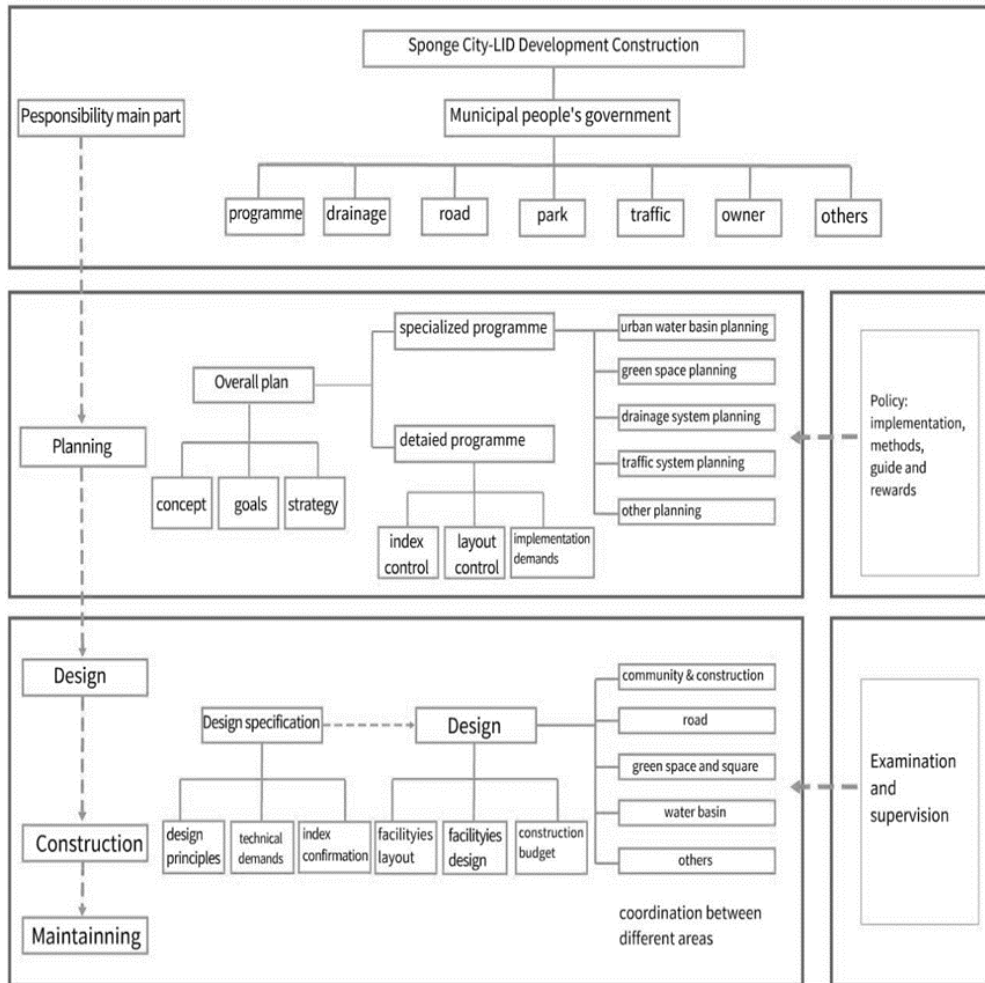 Sponge City-LID Development Construction
Pesponsibility main part
Municipal people's government
programme
drainage
road
park
traffic
owner
others
Planning
Overall plan
concept
goals
strategy
specialized programme
detaied programme
index
control
layout
control
implementation
demands
urban water basin planning
green space planning
drainage system planning
traffic system planning
other planning
Policy:
implementation,
methods,
guide and
rewards
Design
Construction
Maintainning
Design specification
Design
design
principles
technical
demands
index
confirmation
facilityies
layout
facilityies
design
construction
budget
community & construction
road
green space and square
water basin
others
coordination between
different areas
Examination
and
supervision